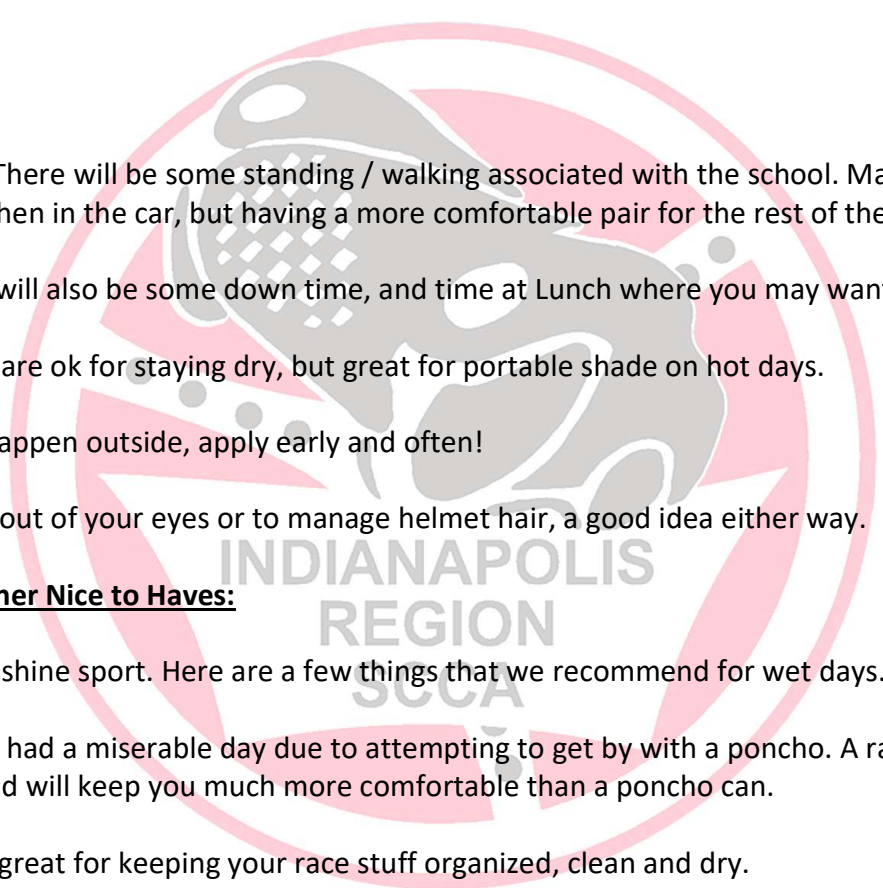 There will be some standing / walking associated with the school. Ma
hen in the car, but having a more comfortable pair for the rest of the
will also be some down time, and time at Lunch where you may want
are ok for staying dry, but great for portable shade on hot days.
appen outside, apply early and often!
out of your eyes or to manage helmet hair, a good idea either way.
INDIANAPOLIS
ner Nice to Haves:
REGION
shine sport. Here are a few things that we recommend for wet days.
SCCA
had a miserable day due to attempting to get by with a poncho. A ra
d will keep you much more comfortable than a poncho can.
great for keeping your race stuff organized, clean and dry.